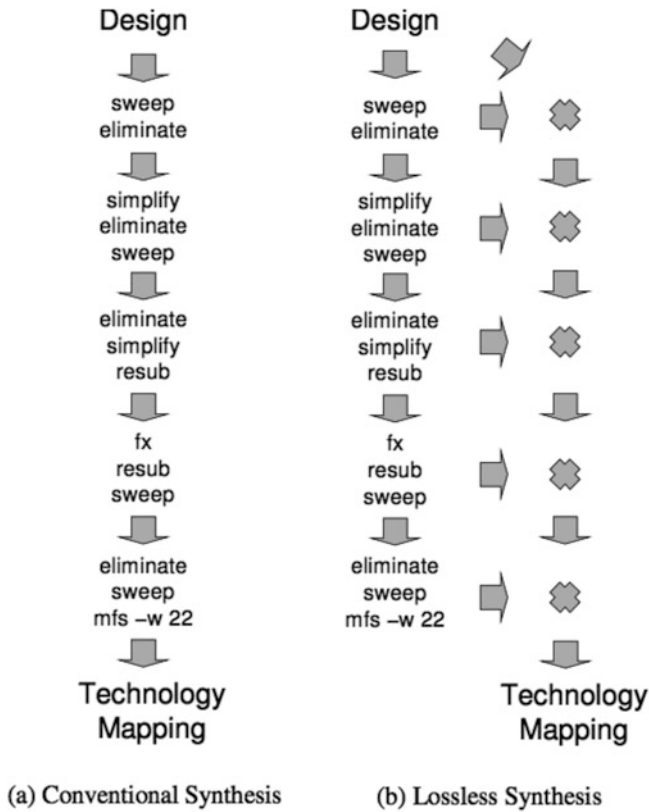 Design
sweep
eliminate
simplify
eliminate
sweep
eliminate
simplify
resub
fx
resub
sweep
eliminate
sweep
mfs –w 22
Technology
Mapping
(a) Conventional Synthesis
Design
sweep
eliminate
simplify
eliminate
sweep
eliminate
simplify
resub
fx
resub
sweep
eliminate
sweep
mfs –w 22
Technology
Mapping
(b) Lossless Synthesis